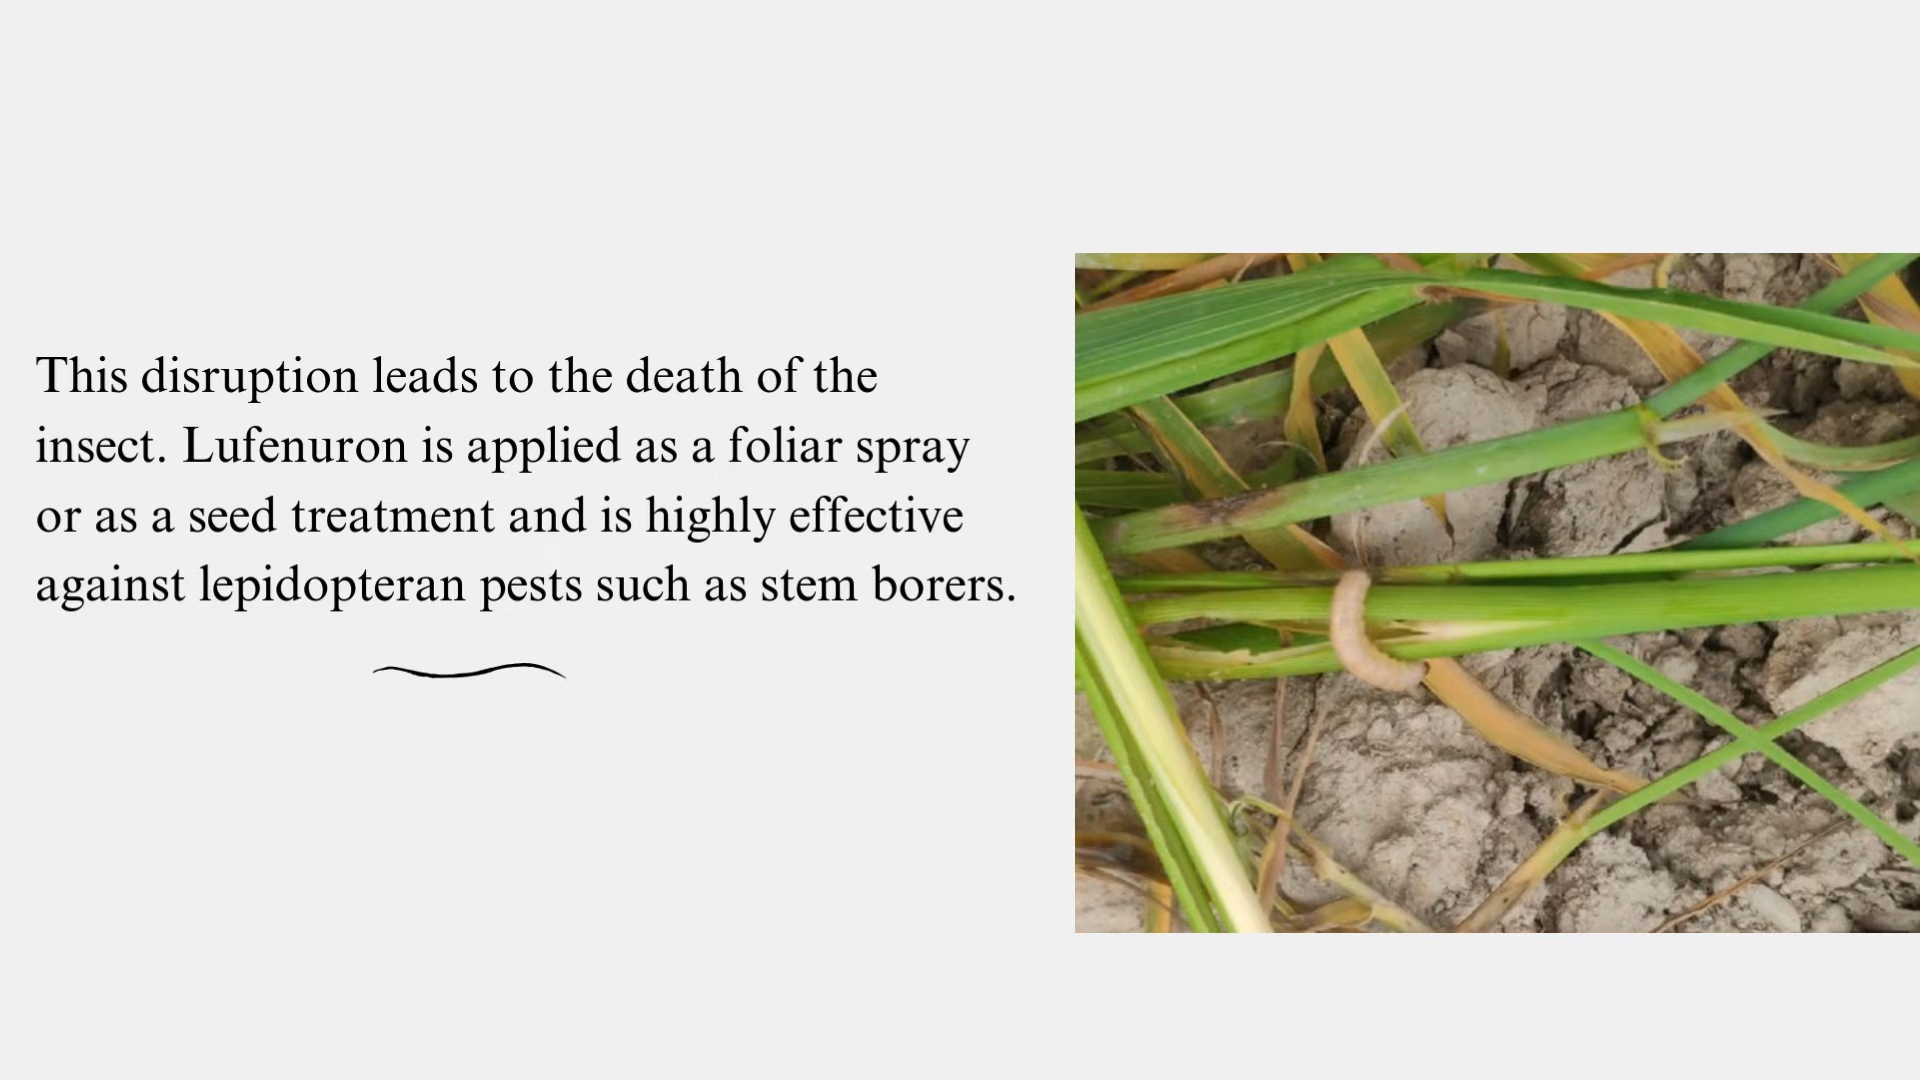 This disruption leads to the death of the
insect. Lufenuron is applied as a foliar spray
or as a seed treatment and is highly effective
against lepidopteran pests such as stem borers.